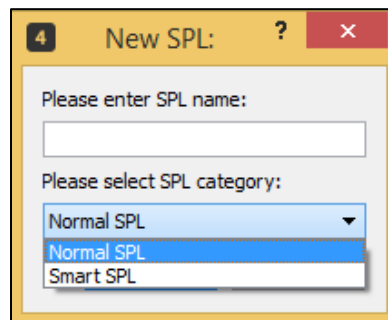 4 New SPL: ? ×
Please enter SPL name:
Please select SPL category:
Normal SPL
Normal SPL
Smart SPL